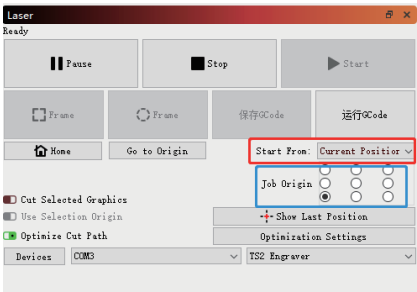 Laser
Ready
Pause
Stop
Start
Frame
Frame
保存GCode
运行GCode
Home
Go to Origin
Start From:
Current Position
Job Origin
Cut Selected Graphics
Use Selection Origin
Show Last Position
Optimize Cut Path
Optimization Settings
Devices
COM3
TS2 Engraver